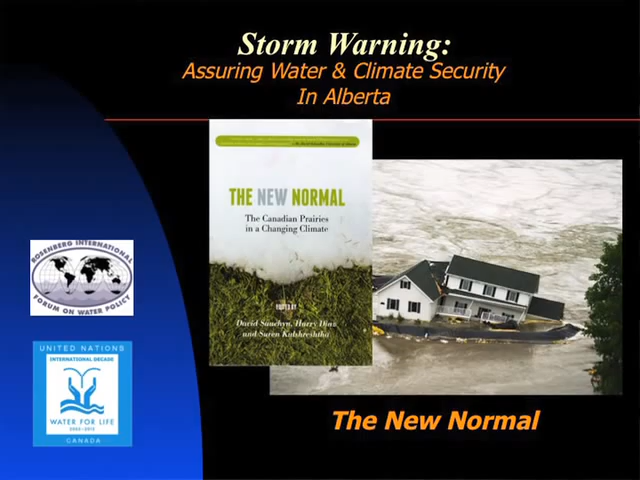 Storm Warning:
Assuring Water & Climate Security
In Alberta
THE NEW NORMAL
The Canadian Prairies
in a Changing Climate
EDITED BY
David Sauchyn, Harry Diaz
and Suren Kulshreshtha
ROSENBERG INTERNATIONAL
FORUM ON WATER POLICY
UNITED NATIONS
INTERNATIONAL DECADE
WATER FOR LIFE
2005-2015
CANADA
The New Normal